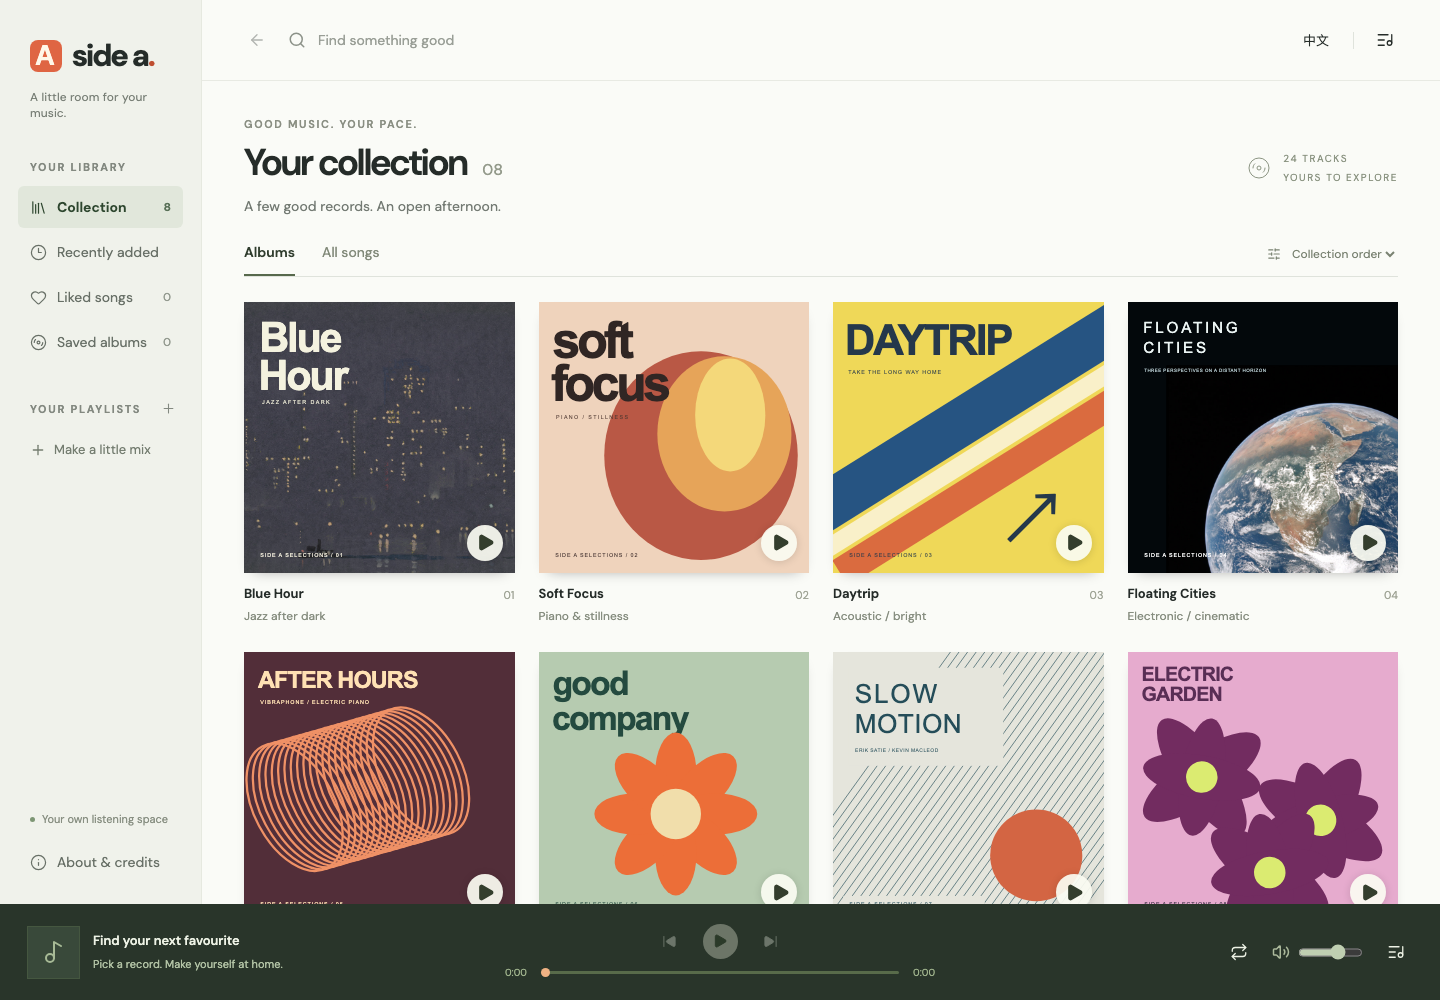 A side a.
A little room for your
music.
YOUR LIBRARY
Collection 8
Recently added
Liked songs 0
Saved albums 0
YOUR PLAYLISTS
Make a little mix
Your own listening space
About & credits
Find something good
中文
GOOD MUSIC. YOUR PACE.
Your collection 08
A few good records. An open afternoon.
24 TRACKS
YOURS TO EXPLORE
Albums All songs
Collection order
Blue
Hour
JAZZ AFTER DARK
SIDE A SELECTIONS / 01
Blue Hour 01
Jazz after dark
soft
focus
PIANO / STILLNESS
SIDE A SELECTIONS / 02
Soft Focus 02
Piano & stillness
DAYTRIP
TAKE THE LONG WAY HOME
SIDE A SELECTIONS / 03
Daytrip 03
Acoustic / bright
FLOATING
CITIES
THREE PERSPECTIVES ON A DISTANT HORIZON
SIDE A SELECTIONS / 04
Floating Cities 04
Electronic / cinematic
AFTER HOURS
VIBRAPHONE / ELECTRIC PIANO
good
company
SLOW
MOTION
ERIK SATIE / KEVIN MACLEOD
ELECTRIC
GARDEN
Find your next favourite
Pick a record. Make yourself at home.
0:00 0:00